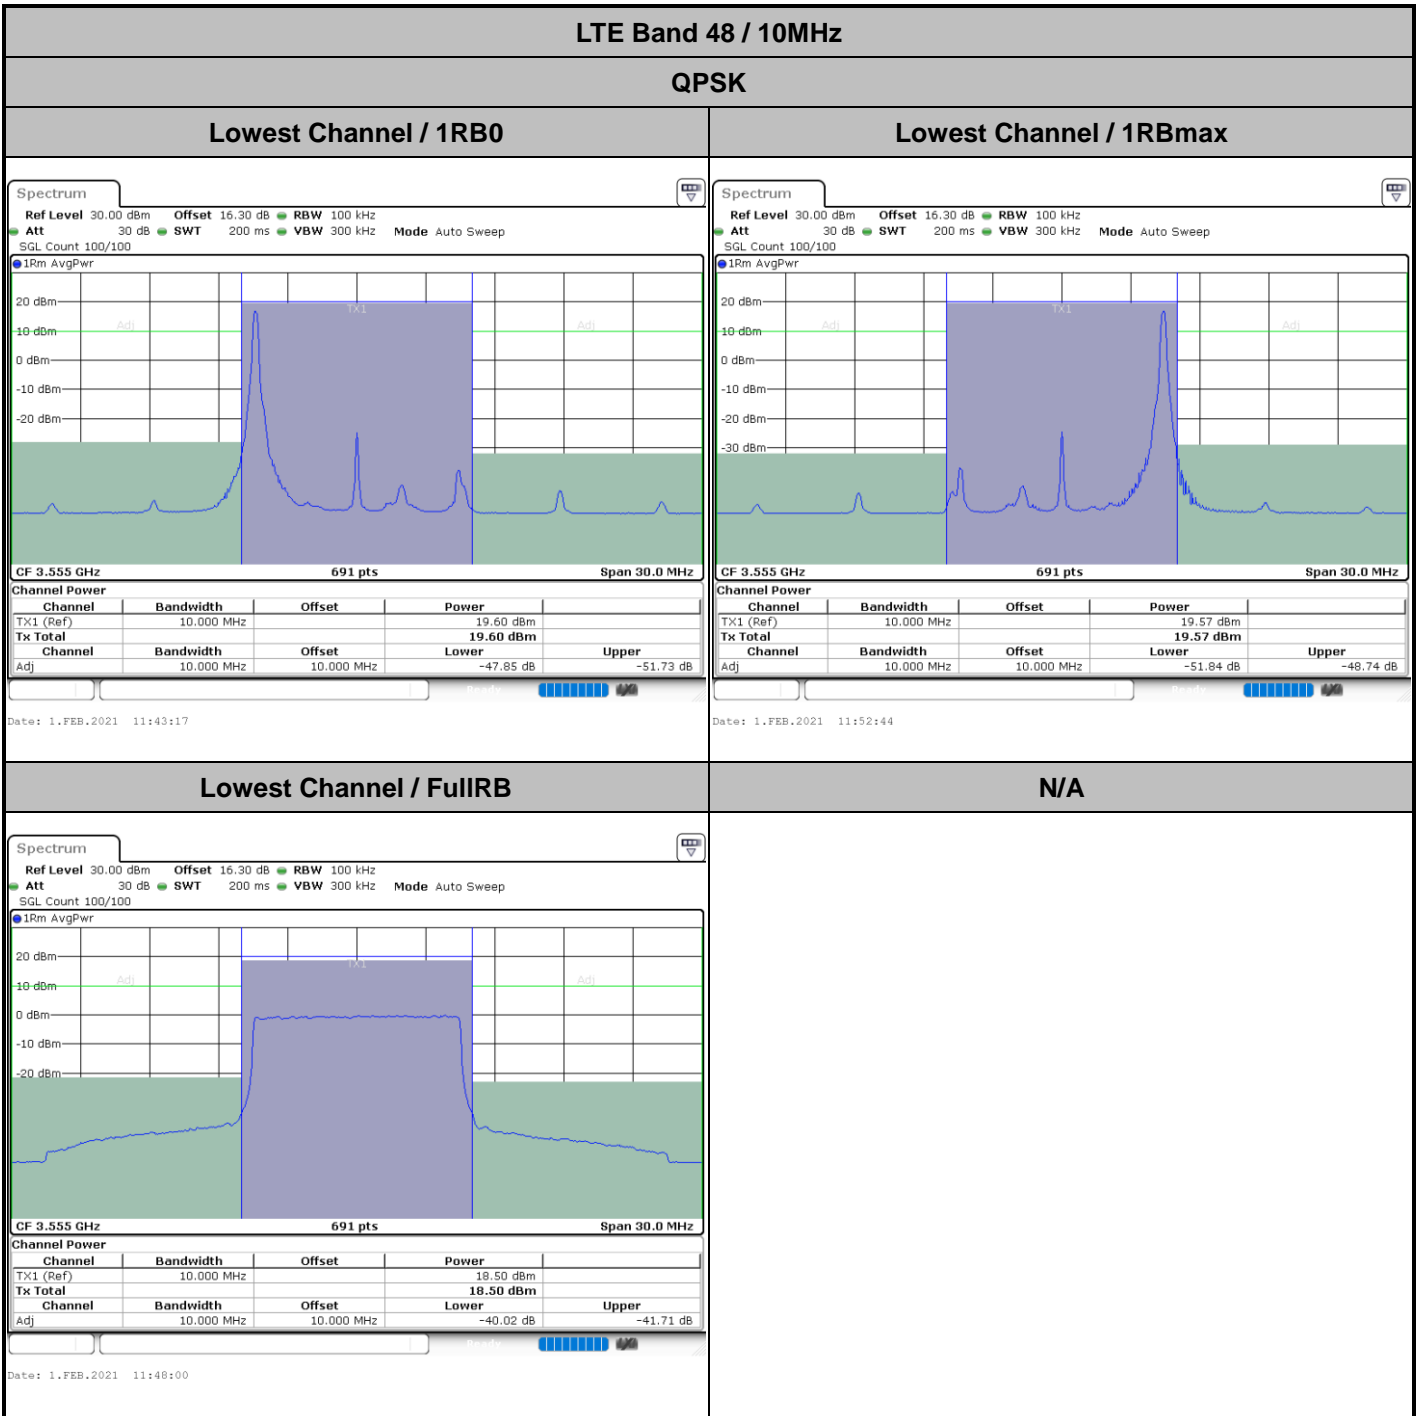 LTE Band 48 / 10MHz
QPSK
Lowest Channel / 1RB0
Lowest Channel / 1RBmax
Spectrum
Ref Level 30.00 dBm Offset 16.30 dB RBW 100 kHz
Att 30 dB SWT 200 ms VBW 300 kHz Mode Auto Sweep
SGL Count 100/100
1Rm AvgPwr
TX1
20 dBm
Adj
Adj
10 dBm
0 dBm
-10 dBm
-20 dBm
CF 3.555 GHz 691 pts Span 30.0 MHz
Channel Power
Channel Bandwidth Offset Power
TX1 (Ref) 10.000 MHz 19.60 dBm
Tx Total 19.60 dBm
Channel Bandwidth Offset Lower Upper
Adj 10.000 MHz 10.000 MHz -47.85 dB -51.73 dB
Ready
Date: 1.FEB.2021 11:43:17
Spectrum
Ref Level 30.00 dBm Offset 16.30 dB RBW 100 kHz
Att 30 dB SWT 200 ms VBW 300 kHz Mode Auto Sweep
SGL Count 100/100
1Rm AvgPwr
20 dBm
TX1
Adj
Adj
10 dBm
0 dBm
-10 dBm
-20 dBm
-30 dBm
CF 3.555 GHz 691 pts Span 30.0 MHz
Channel Power
Channel Bandwidth Offset Power
TX1 (Ref) 10.000 MHz 19.57 dBm
Tx Total 19.57 dBm
Channel Bandwidth Offset Lower Upper
Adj 10.000 MHz 10.000 MHz -51.84 dB -48.74 dB
Ready
Date: 1.FEB.2021 11:52:44
Lowest Channel / FullRB
N/A
Spectrum
Ref Level 30.00 dBm Offset 16.30 dB RBW 100 kHz
Att 30 dB SWT 200 ms VBW 300 kHz Mode Auto Sweep
SGL Count 100/100
1Rm AvgPwr
20 dBm
TX1
Adj
Adj
10 dBm
0 dBm
-10 dBm
-20 dBm
CF 3.555 GHz 691 pts Span 30.0 MHz
Channel Power
Channel Bandwidth Offset Power
TX1 (Ref) 10.000 MHz 18.50 dBm
Tx Total 18.50 dBm
Channel Bandwidth Offset Lower Upper
Adj 10.000 MHz 10.000 MHz -40.02 dB -41.71 dB
Ready
Date: 1.FEB.2021 11:48:00